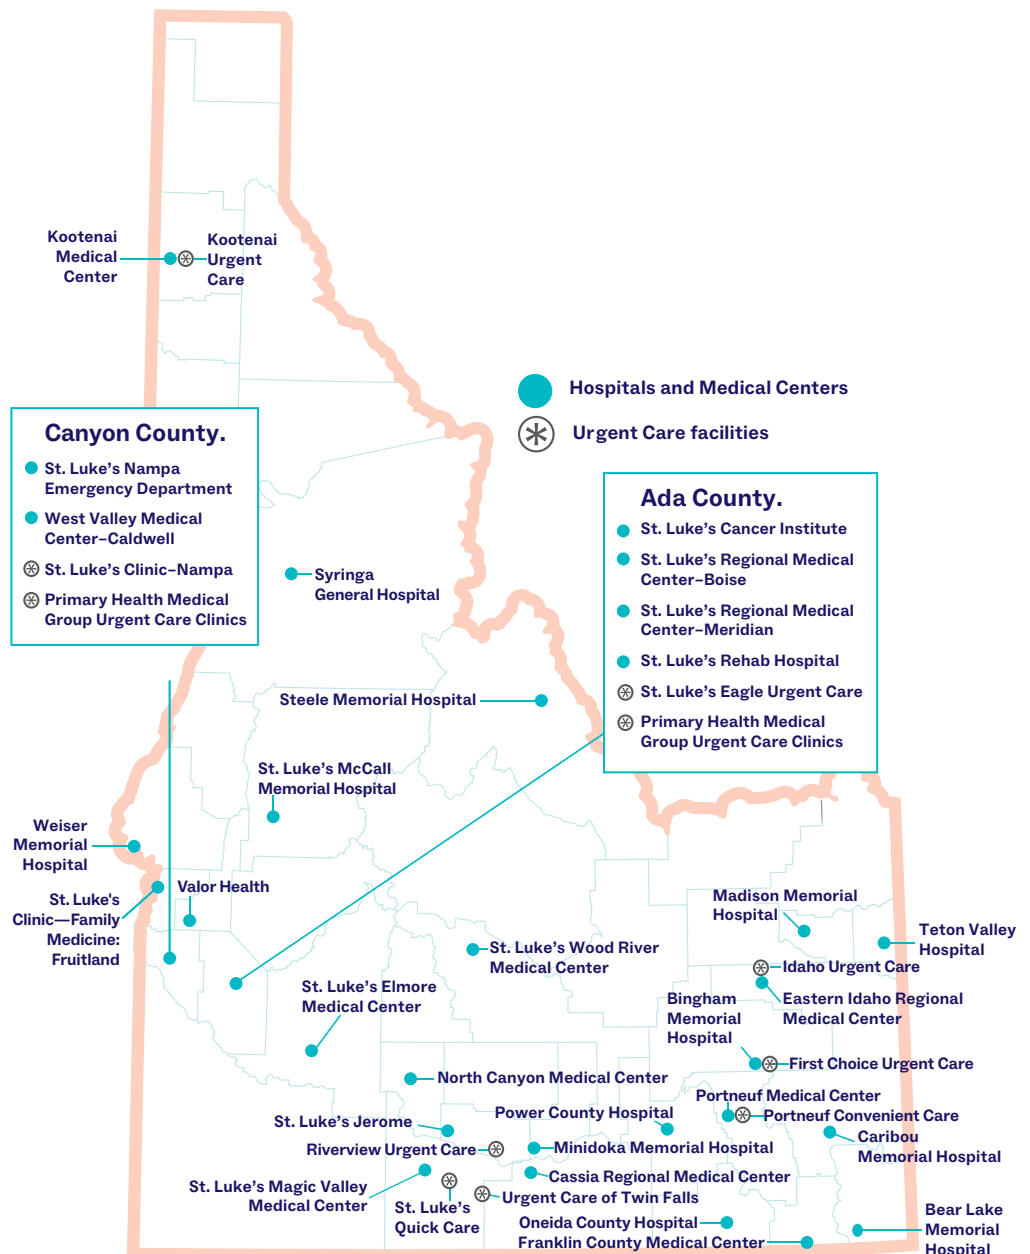 Kootenai
Medical
Center
Kootenai
Urgent
Care
Hospitals and Medical Centers
Urgent Care facilities
Canyon County.
St. Luke's Nampa
Emergency Department
West Valley Medical
Center–Caldwell
St. Luke's Clinic–Nampa
Primary Health Medical
Group Urgent Care Clinics
Ada County.
St. Luke's Cancer Institute
St. Luke's Regional Medical
Center–Boise
St. Luke's Regional Medical
Center–Meridian
St. Luke's Rehab Hospital
St. Luke's Eagle Urgent Care
Primary Health Medical
Group Urgent Care Clinics
Syringa
General Hospital
Steele Memorial Hospital
St. Luke's McCall
Memorial Hospital
Weiser
Memorial
Hospital
St. Luke's
Clinic—Family
Medicine:
Fruitland
Valor Health
St. Luke's Wood River
Medical Center
Madison Memorial
Hospital
Teton Valley
Hospital
Idaho Urgent Care
Eastern Idaho Regional
Medical Center
St. Luke's Elmore
Medical Center
Bingham
Memorial
Hospital
First Choice Urgent Care
North Canyon Medical Center
Portneuf Medical Center
Portneuf Convenient Care
Power County Hospital
St. Luke's Jerome
Caribou
Memorial Hospital
Riverview Urgent Care
Minidoka Memorial Hospital
Cassia Regional Medical Center
St. Luke's Magic Valley
Medical Center
St. Luke's
Quick Care
Urgent Care of Twin Falls
Oneida County Hospital
Franklin County Medical Center
Bear Lake
Memorial
Hospital